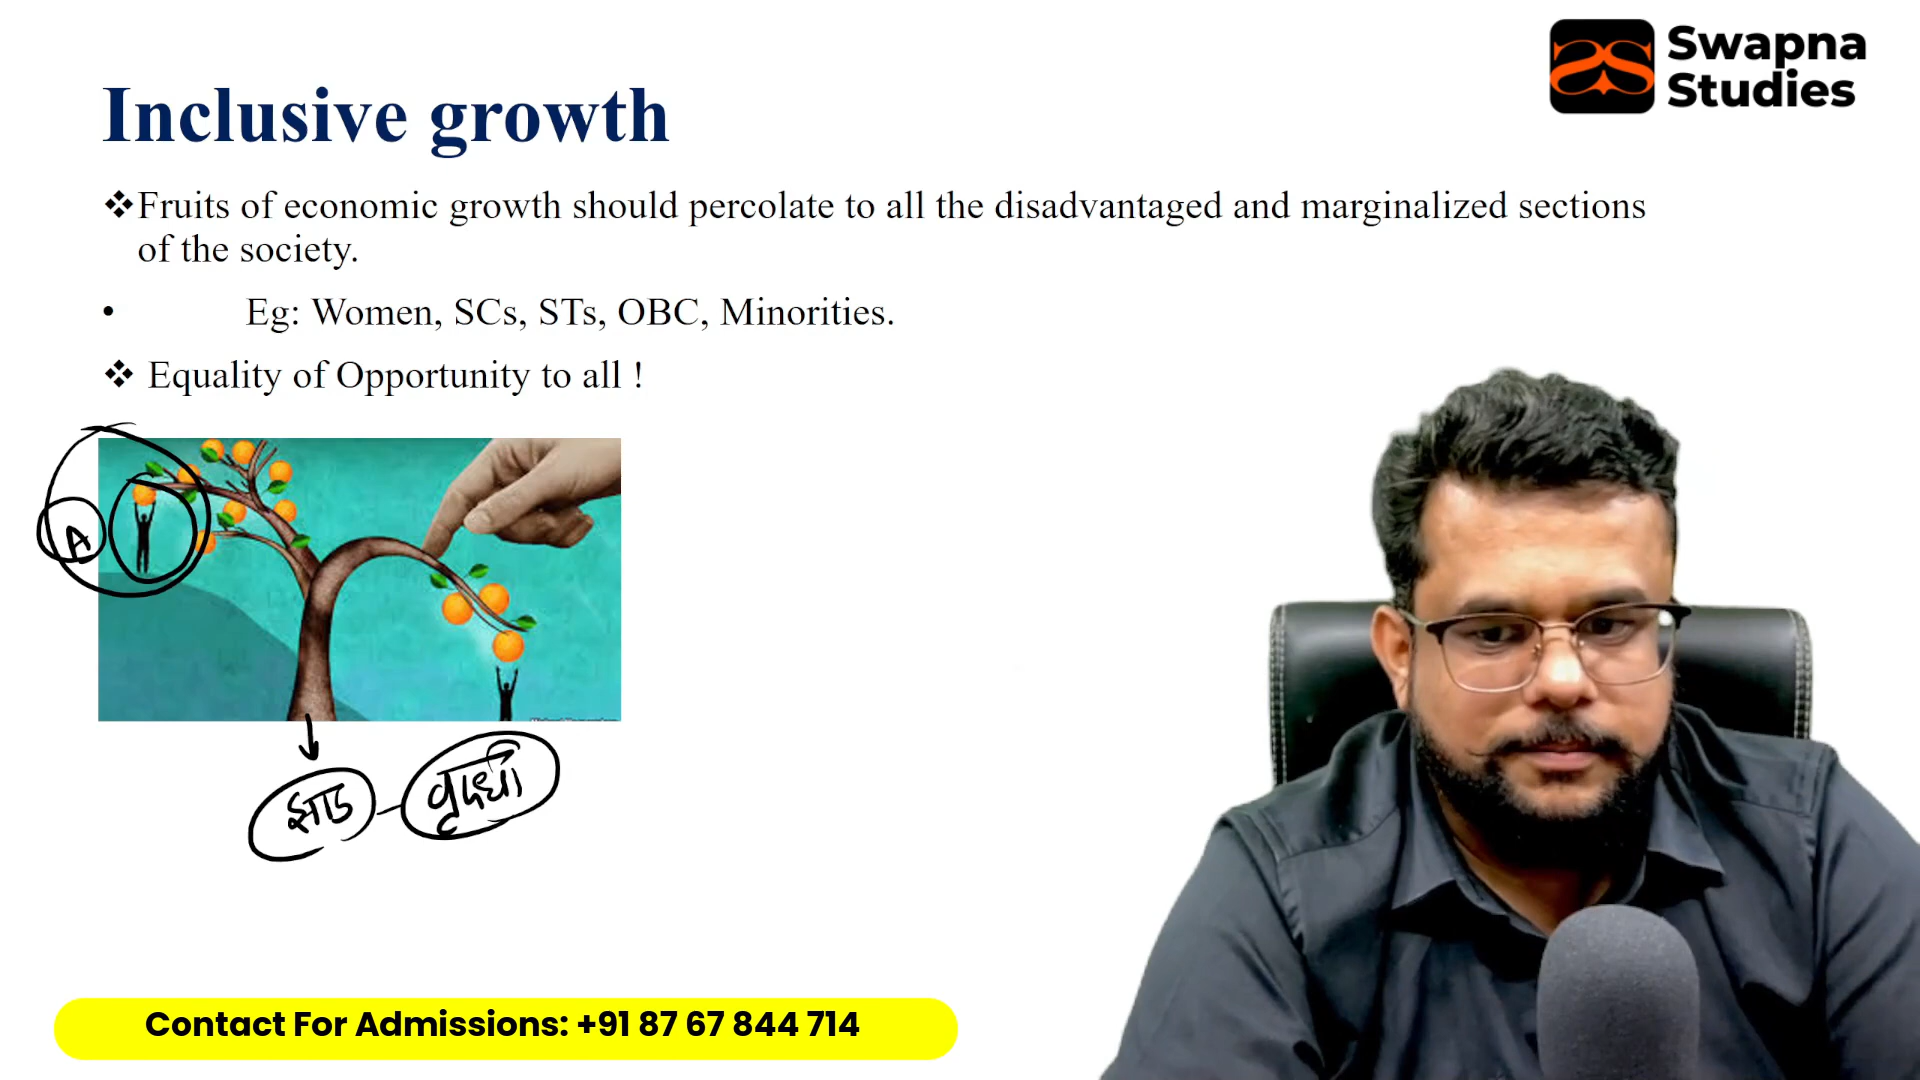 Swapna
Studies
Inclusive growth
❖Fruits of economic growth should percolate to all the disadvantaged and marginalized sections
of the society.
• Eg: Women, SCs, STs, OBC, Minorities.
❖ Equality of Opportunity to all !
A
झाड - वृध्दी
Contact For Admissions: +91 87 67 844 714